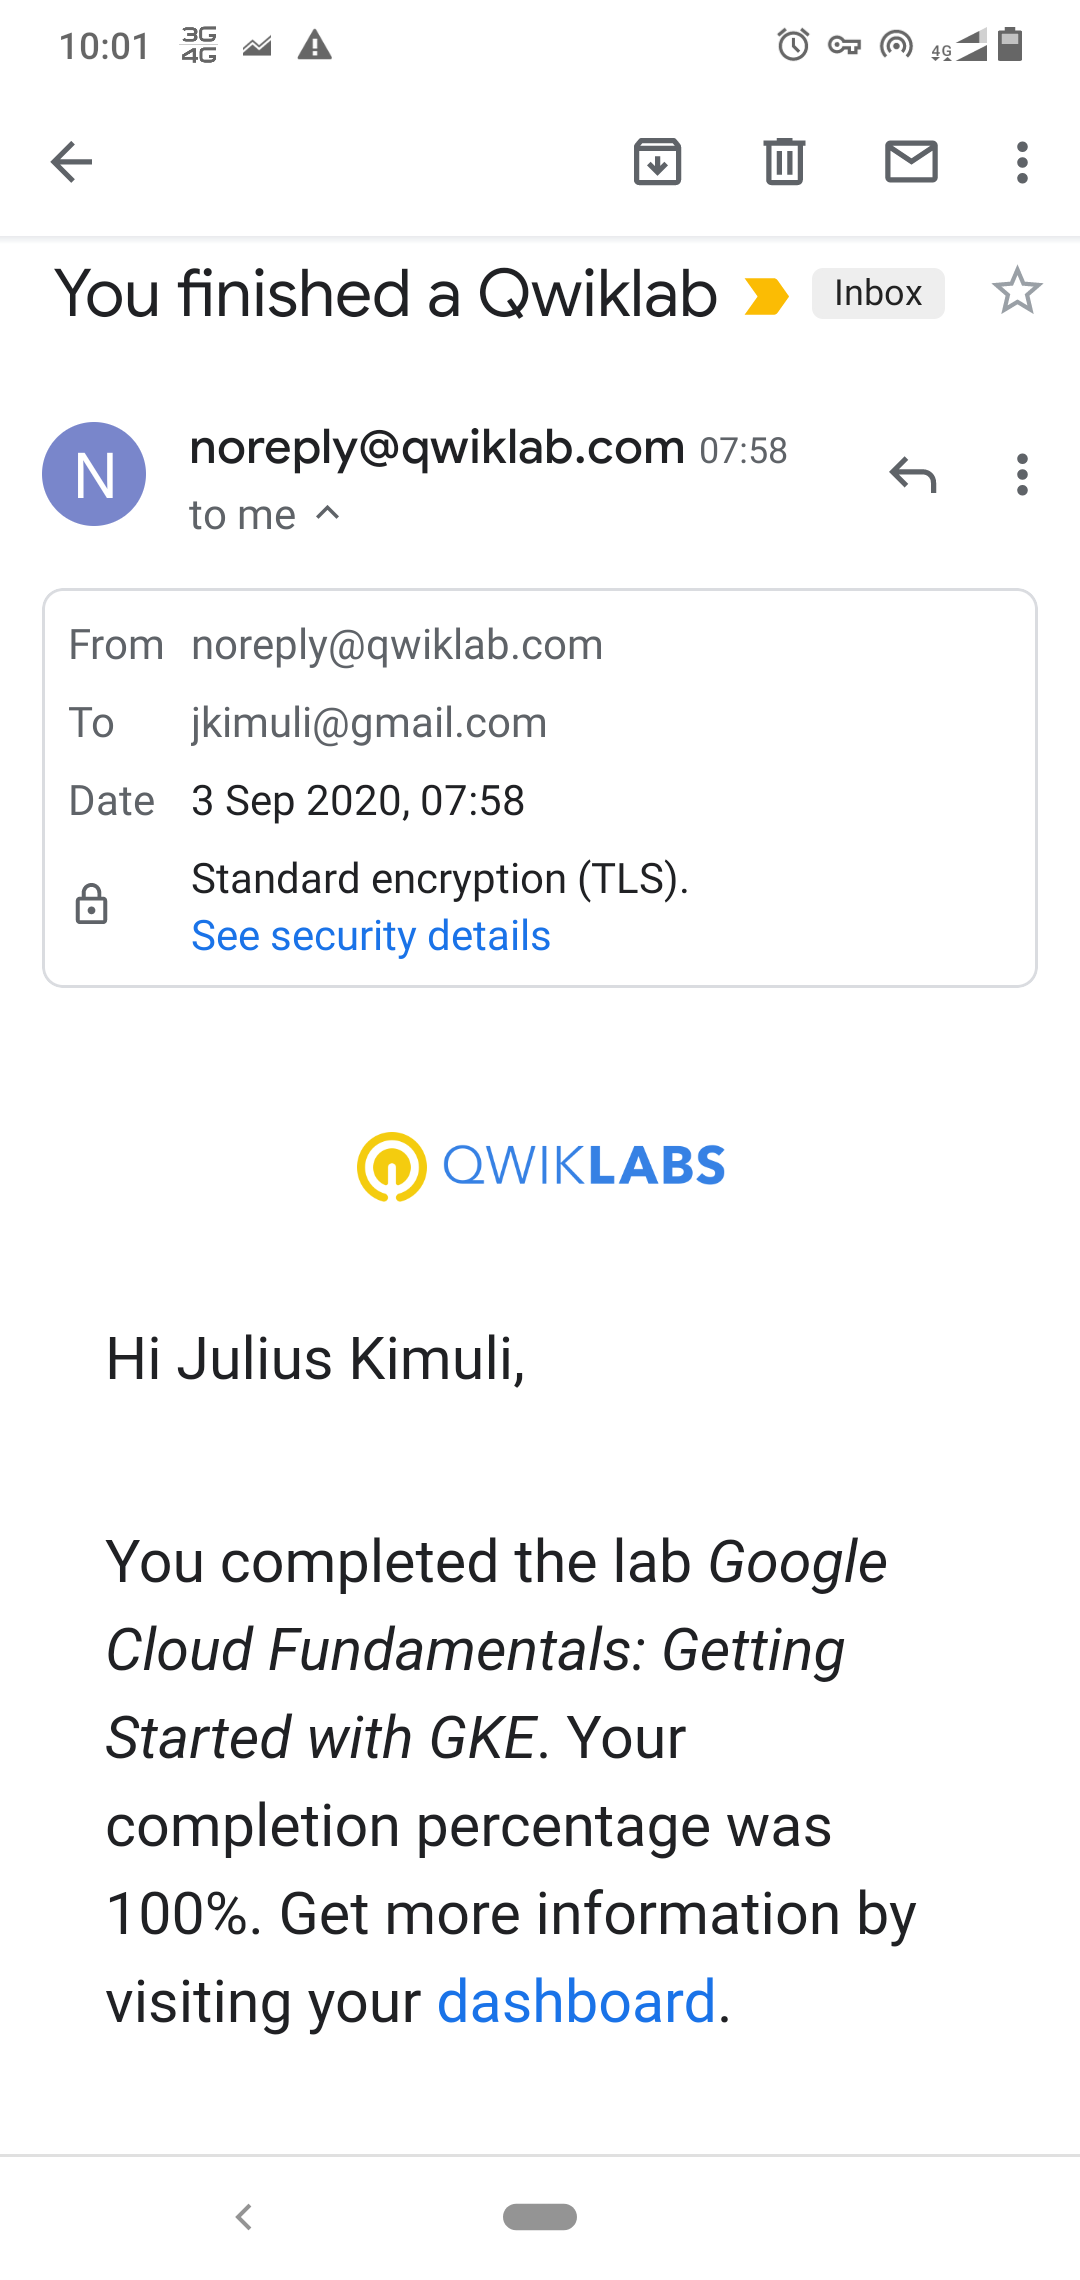 10:01 3G 4G 4G
You finished a Qwiklab Inbox
N
noreply@qwiklab.com 07:58
to me
From noreply@qwiklab.com
To jkimuli@gmail.com
Date 3 Sep 2020, 07:58
Standard encryption (TLS).
See security details
QWIKLABS
Hi Julius Kimuli,
You completed the lab Google
Cloud Fundamentals: Getting
Started with GKE. Your
completion percentage was
100%. Get more information by
visiting your dashboard.